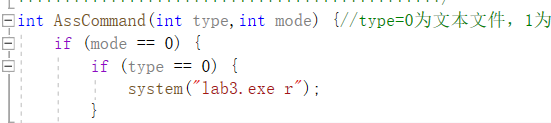 int AssCommand(int type,int mode) {//type=0为文本文件，1为
if (mode == 0) {
if (type == 0) {
system("lab3.exe r");
}